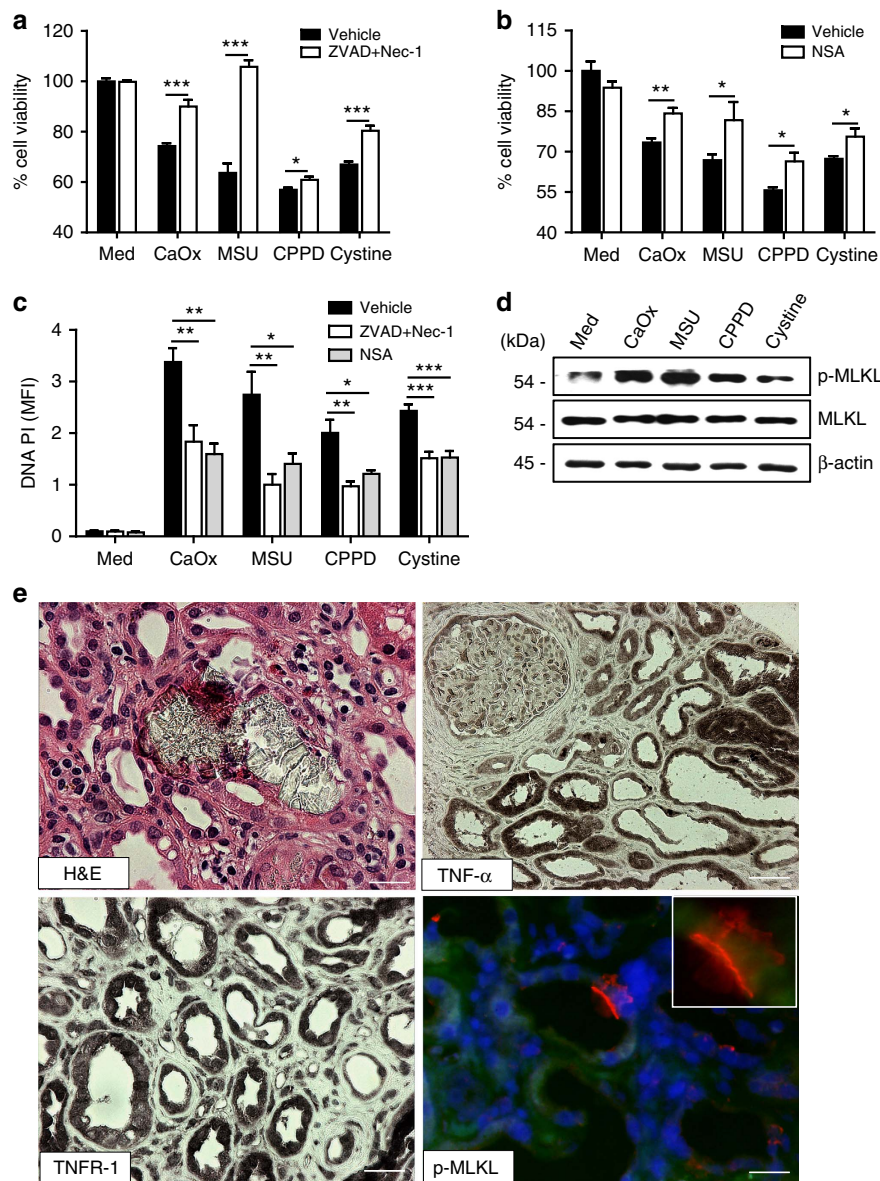 a
120
100
80
60
40
% cell viability
Vehicle
ZVAD+Nec-1
***
***
*
***
Med CaOx MSU CPPD Cystine
b
115
100
85
70
55
40
% cell viability
Vehicle
NSA
**
*
*
*
Med CaOx MSU CPPD Cystine
c
4
3
2
1
0
DNA PI (MFI)
Vehicle
ZVAD+Nec-1
NSA
**
**
*
**
*
**
***
***
Med CaOx MSU CPPD Cystine
d
(kDa) Med CaOx MSU CPPD Cystine
54 - p-MLKL
54 - MLKL
45 - β-actin
e
H&E
TNF-α
TNFR-1
p-MLKL